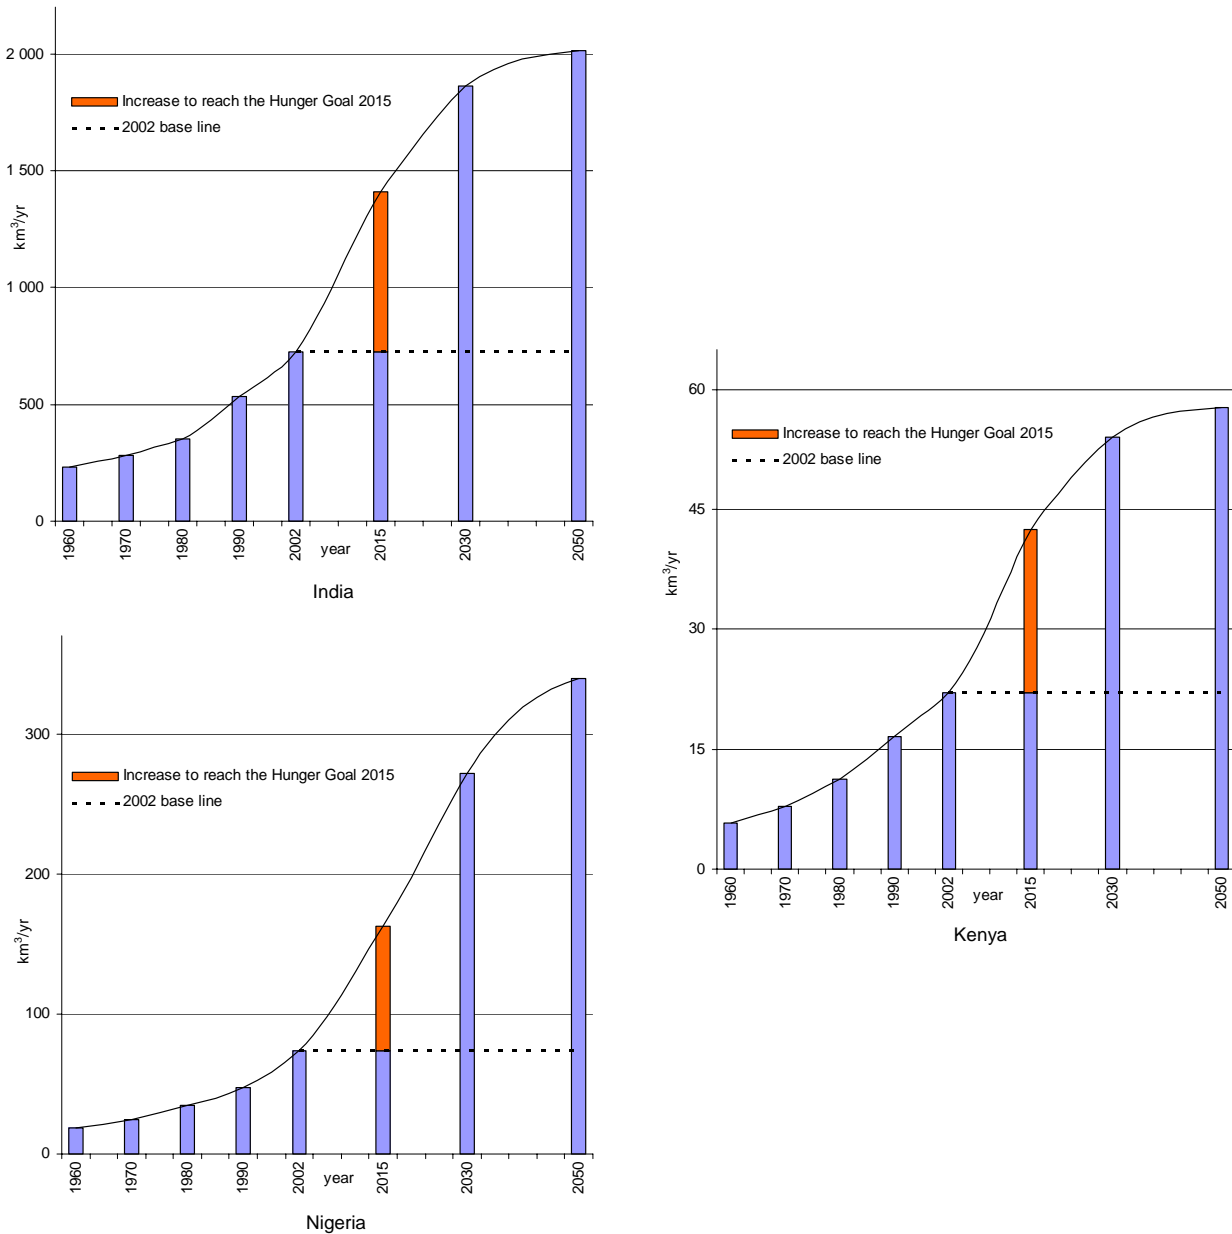 2 000
Increase to reach the Hunger Goal 2015
2002 base line
1 500
km³/yr
1 000
500
0
1960
1970
1980
1990
2002
year
2015
2030
2050
India
60
Increase to reach the Hunger Goal 2015
2002 base line
45
km³/yr
30
15
0
1960
1970
1980
1990
2002
year
2015
2030
2050
Kenya
300
Increase to reach the Hunger Goal 2015
2002 base line
200
km³/yr
100
0
1960
1970
1980
1990
2002
year
2015
2030
2050
Nigeria